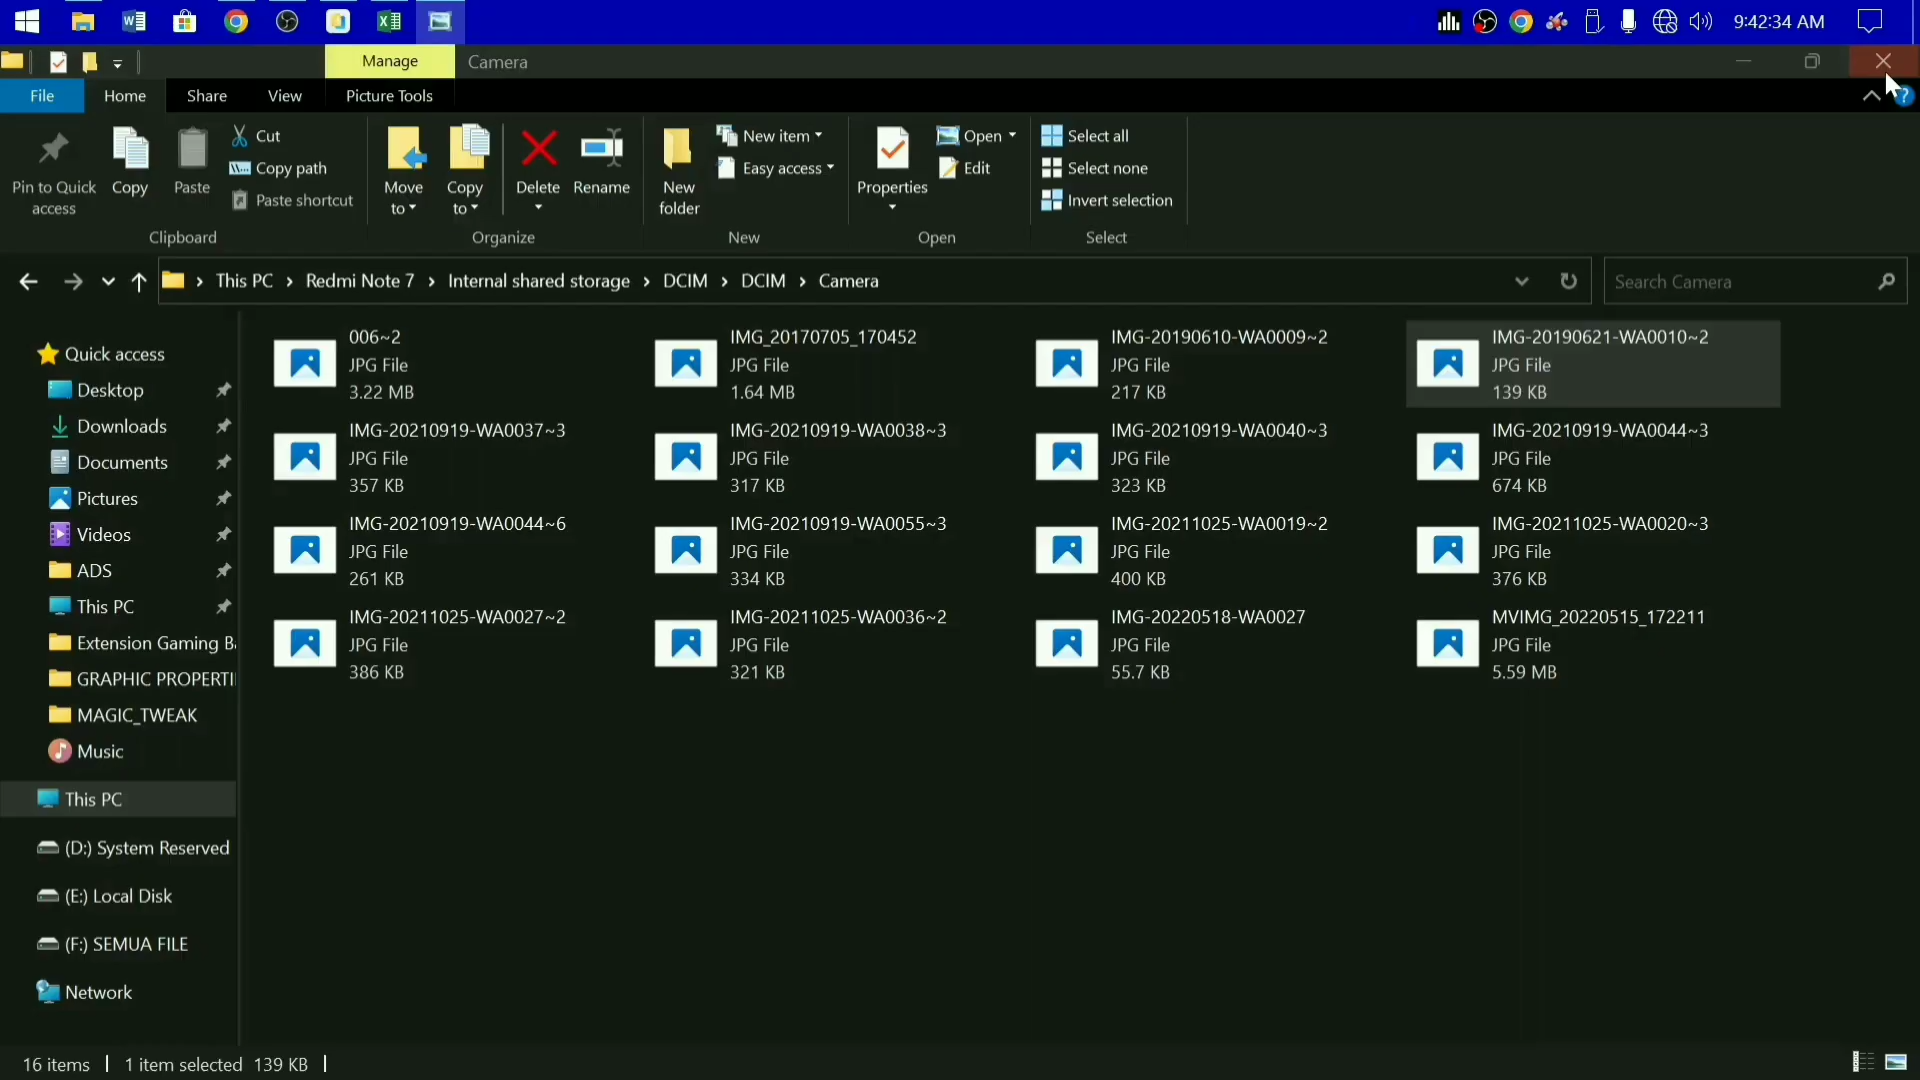 9:42:34 AM
Manage
Camera
File
Home
Share
View
Picture Tools
?
Pin to Quick access
Copy
Paste
Cut
Copy path
Paste shortcut
Clipboard
Move to
Copy to
Delete
Rename
Organize
New folder
New item
Easy access
New
Properties
Open
Edit
Open
Select all
Select none
Invert selection
Select
This PC › Redmi Note 7 › Internal shared storage › DCIM › DCIM › Camera
Search Camera
Quick access
Desktop
Downloads
Documents
Pictures
Videos
ADS
This PC
Extension Gaming B
GRAPHIC PROPERTI
MAGIC_TWEAK
Music
This PC
(D:) System Reserved
(E:) Local Disk
(F:) SEMUA FILE
Network
006~2
JPG File
3.22 MB
IMG_20170705_170452
JPG File
1.64 MB
IMG-20190610-WA0009~2
JPG File
217 KB
IMG-20190621-WA0010~2
JPG File
139 KB
IMG-20210919-WA0037~3
JPG File
357 KB
IMG-20210919-WA0038~3
JPG File
317 KB
IMG-20210919-WA0040~3
JPG File
323 KB
IMG-20210919-WA0044~3
JPG File
674 KB
IMG-20210919-WA0044~6
JPG File
261 KB
IMG-20210919-WA0055~3
JPG File
334 KB
IMG-20211025-WA0019~2
JPG File
400 KB
IMG-20211025-WA0020~3
JPG File
376 KB
IMG-20211025-WA0027~2
JPG File
386 KB
IMG-20211025-WA0036~2
JPG File
321 KB
IMG-20220518-WA0027
JPG File
55.7 KB
MVIMG_20220515_172211
JPG File
5.59 MB
16 items
1 item selected 139 KB